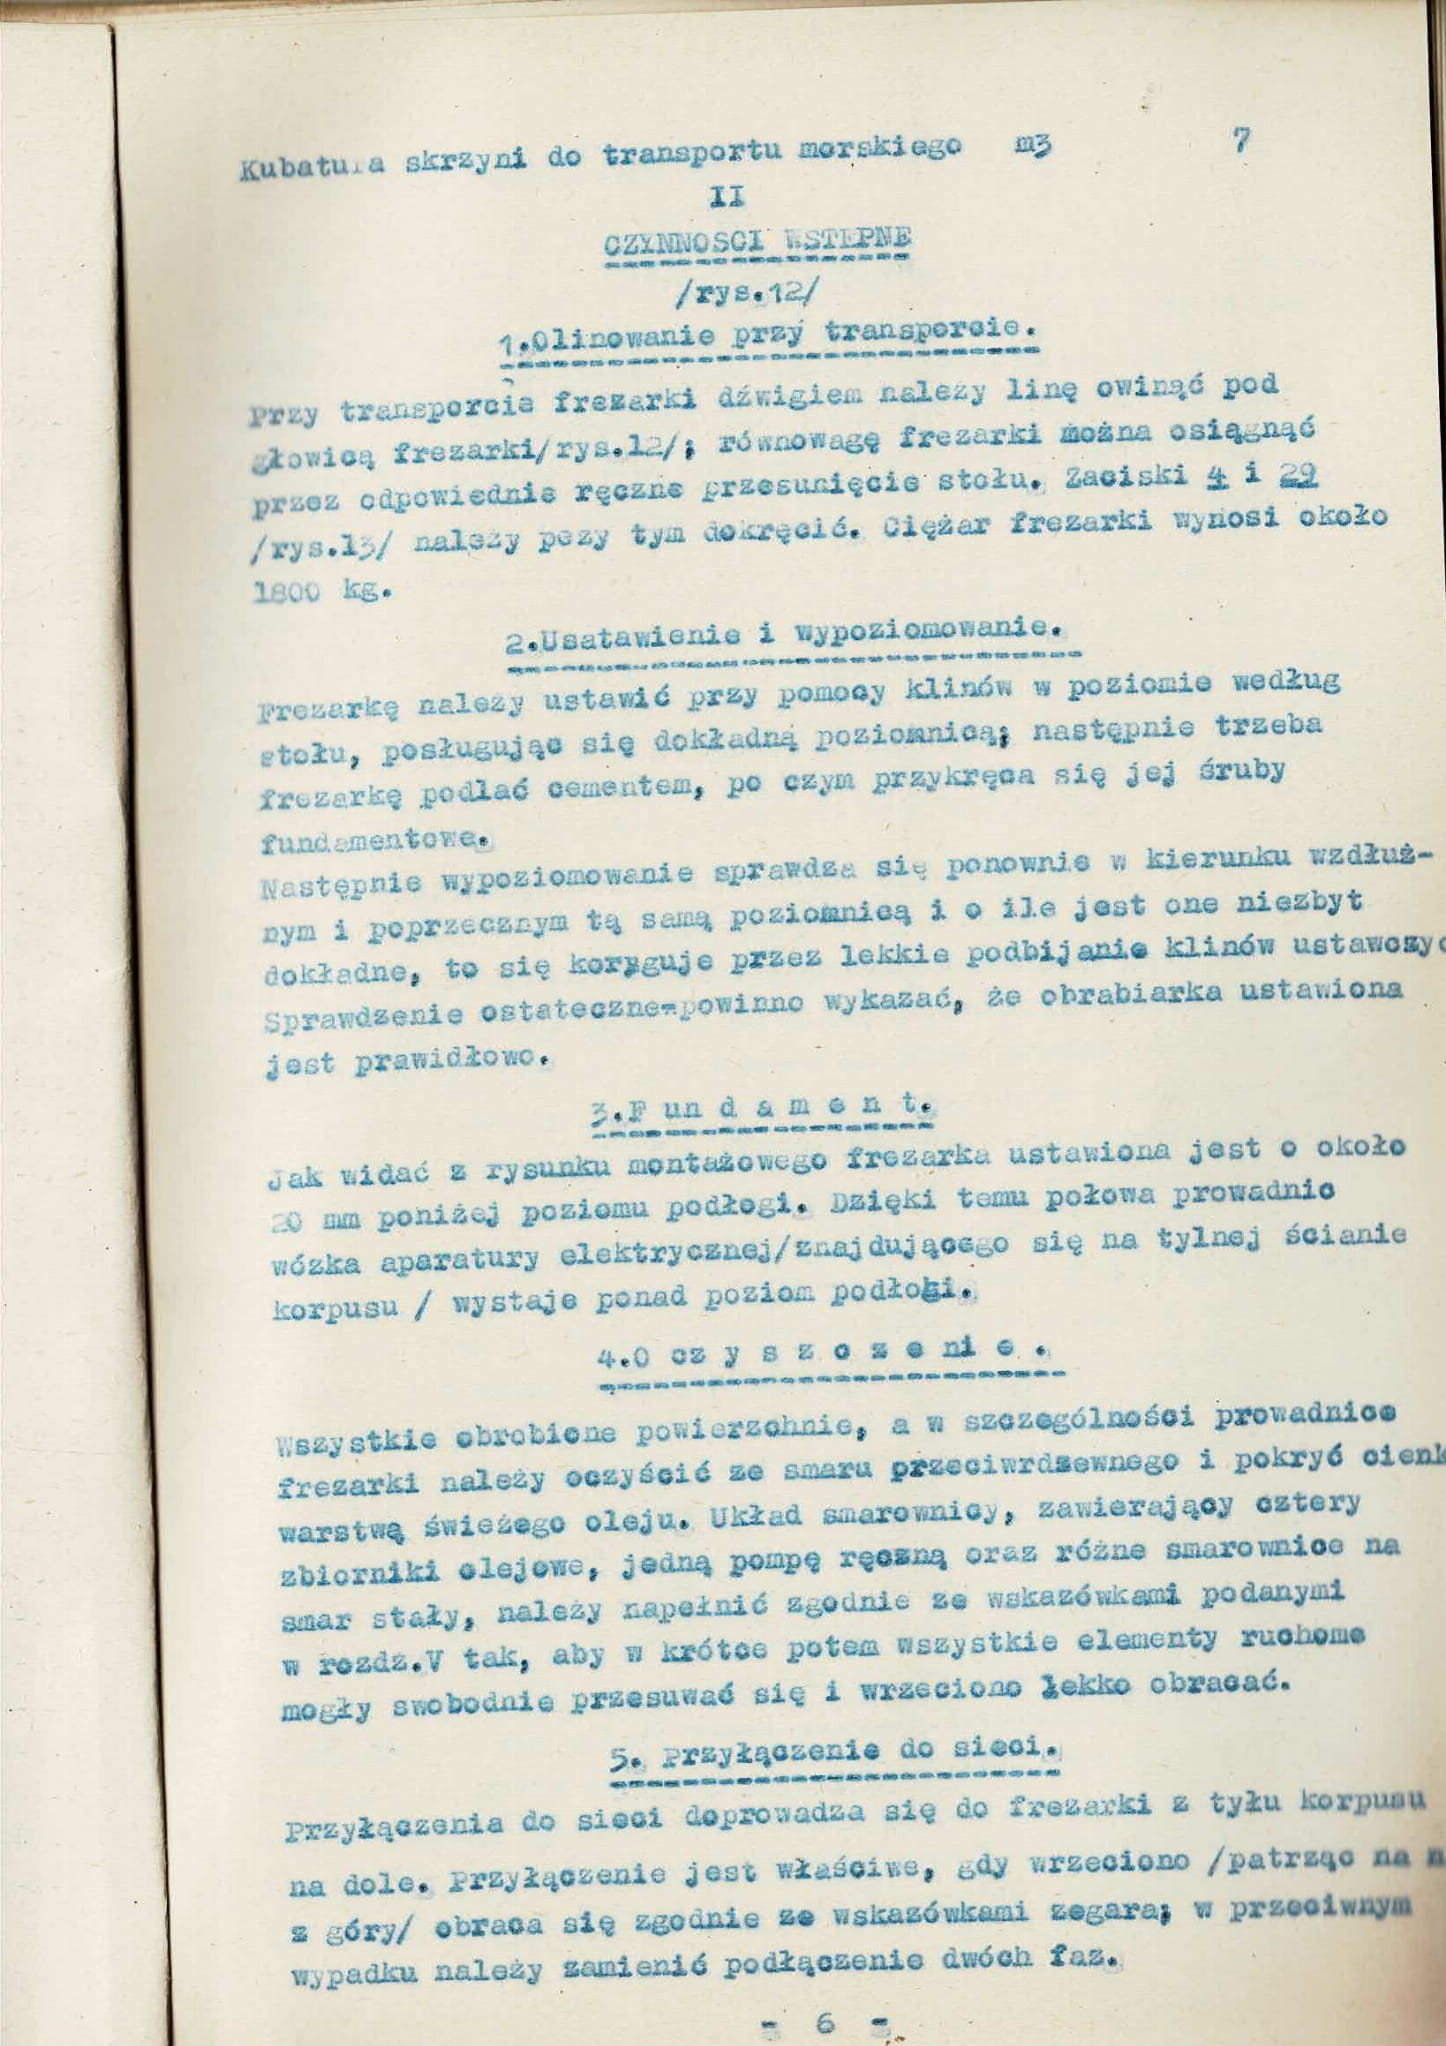 Kubatura skrzyni do transportu morskiego m3 7
II
CZYNNOSCI WSTEPNE
/rys.12/
1.Olinowanie przy transporcie.
Przy transporcie frezarki dźwigiem należy linę owinąć pod
głowicą frezarki/rys.12/; równowagę frezarki można osiągnąć
przez odpowiednie ręczne przesunięcie stołu. Zaciski 4 i 29
/rys.13/ należy pezy tym dokręcić. Ciężar frezarki wynosi około
1800 kg.
2.Usatawienie i wypoziomowanie.
Frezarkę należy ustawić przy pomocy klinów w poziomie według
stołu, posługując się dokładną poziomnicą; następnie trzeba
frezarkę podlać cementem, po czym przykręca się jej śruby
fundamentowe.
Następnie wypoziomowanie sprawdza się ponownie w kierunku wzdłuż-
nym i poprzecznym tą samą poziomnicą i o ile jest one niezbyt
dokładne, to się koryguje przez lekkie podbijanie klinów ustawczyc
Sprawdzenie ostateczne-powinno wykazać, że obrabiarka ustawiona
jest prawidłowo.
3.F u n d a m e n t.
Jak widać z rysunku montażowego frezarka ustawiona jest o około
20 mm poniżej poziomu podłogi. Dzięki temu połowa prowadnic
wózka aparatury elektrycznej/znajdującego się na tylnej ścianie
korpusu / wystaje ponad poziom podłogi.
4.O c z y s z c z e n i e .
Wszystkie obrobione powierzchnie, a w szczególności prowadnice
frezarki należy oczyścić ze smaru przeciwrdzewnego i pokryć cienk
warstwą świeżego oleju. Układ smarownicy, zawierający cztery
zbiorniki olejowe, jedną pompę ręczną oraz różne smarownice na
smar stały, należy napełnić zgodnie ze wskazówkami podanymi
w rozdz.V tak, aby w krótce potem wszystkie elementy ruchome
mogły swobodnie przesuwać się i wrzeciono lekko obracać.
5. Przyłączenie do sieci.
Przyłączenia do sieci doprowadza się do frezarki z tyłu korpusu
na dole. Przyłączenie jest właściwe, gdy wrzeciono /patrząc na n
z góry/ obraca się zgodnie ze wskazówkami zegara; w przeciwnym
wypadku należy zamienić podłączenie dwóch faz.
- 6 -